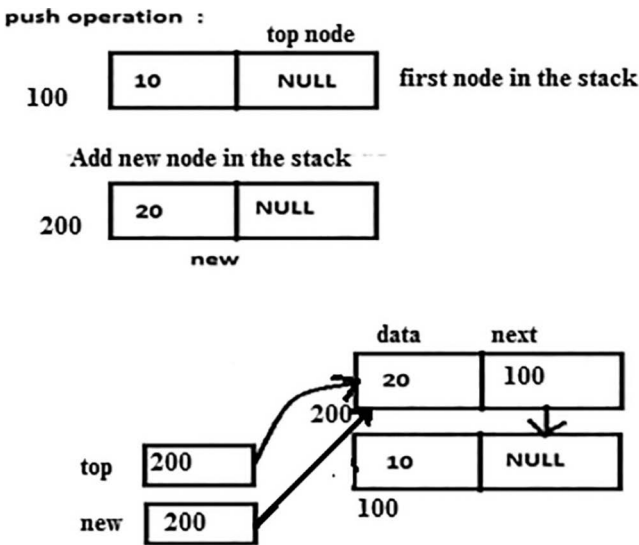 push operation :
top node
100 10 NULL first node in the stack
Add new node in the stack
200 20 NULL
new
data next
20 100
200
top 200
10 NULL
new 200
100